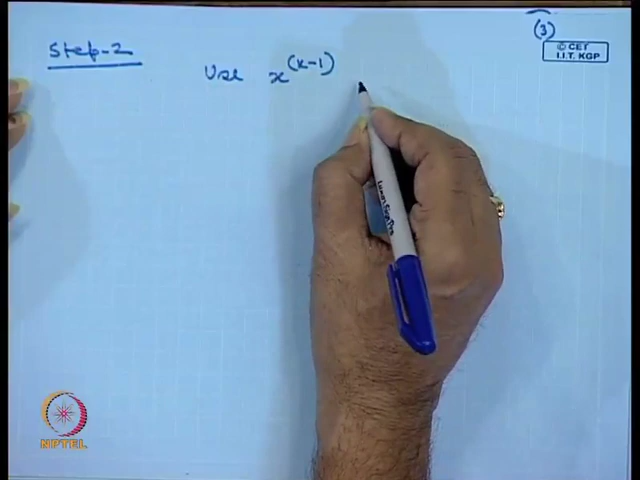 (3)
© CET
I.I.T. KGP
Step-2
Use x^(k-1)
NPTEL